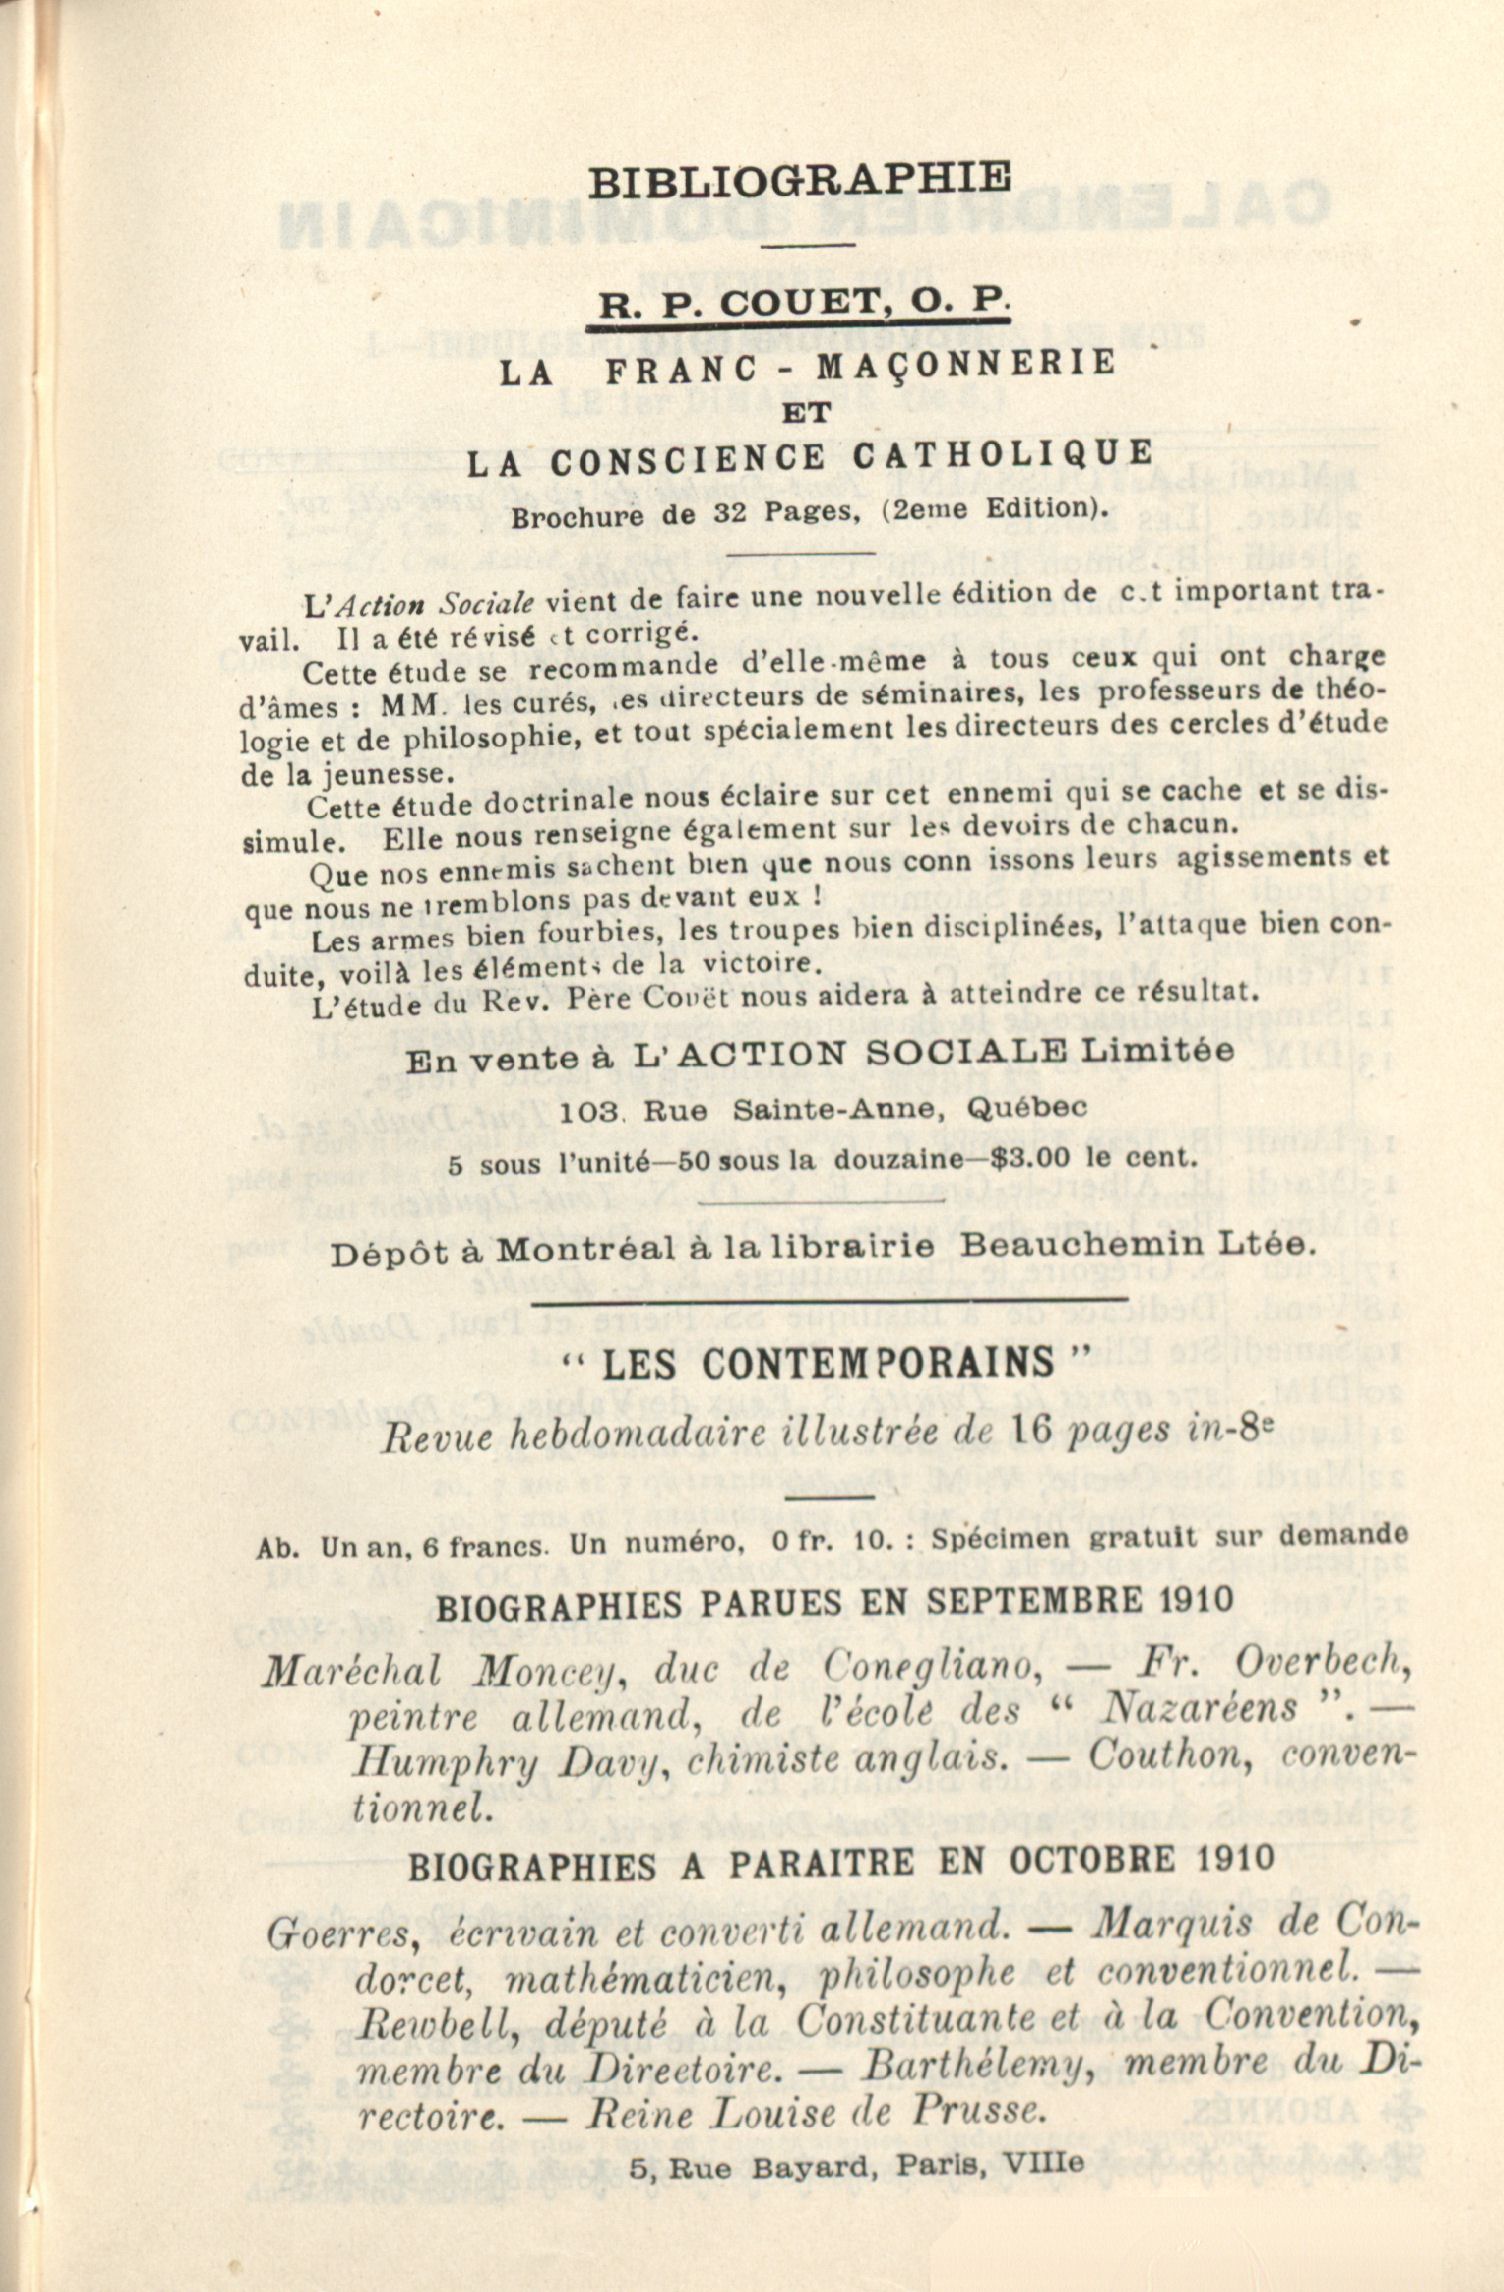 BIBLIOGRAPHIE
R. P. COUET, O. P.
LA FRANC - MAÇONNERIE
ET
LA CONSCIENCE CATHOLIQUE
Brochure de 32 Pages, (2eme Edition).
L'Action Sociale vient de faire une nouvelle édition de c.t important tra-
vail. Il a été révisé et corrigé.
Cette étude se recommande d'elle-même à tous ceux qui ont charge
d'âmes : MM. les curés, les directeurs de séminaires, les professeurs de théo-
logie et de philosophie, et tout spécialement les directeurs des cercles d'étude
de la jeunesse.
Cette étude doctrinale nous éclaire sur cet ennemi qui se cache et se dis-
simule. Elle nous renseigne également sur les devoirs de chacun.
Que nos ennemis sachent bien que nous conn issons leurs agissements et
que nous ne tremblons pas devant eux !
Les armes bien fourbies, les troupes bien disciplinées, l'attaque bien con-
duite, voilà les éléments de la victoire.
L'étude du Rev. Père Couët nous aidera à atteindre ce résultat.
En vente à L'ACTION SOCIALE Limitée
103. Rue Sainte-Anne, Québec
5 sous l'unité—50 sous la douzaine—$3.00 le cent.
Dépôt à Montréal à la librairie Beauchemin Ltée.
“ LES CONTEMPORAINS ”
Revue hebdomadaire illustrée de 16 pages in-8e
Ab. Un an, 6 francs. Un numéro, 0 fr. 10. : Spécimen gratuit sur demande
BIOGRAPHIES PARUES EN SEPTEMBRE 1910
Maréchal Moncey, duc de Conegliano, — Fr. Overbech,
peintre allemand, de l'école des “ Nazaréens ”. —
Humphry Davy, chimiste anglais. — Couthon, conven-
tionnel.
BIOGRAPHIES A PARAITRE EN OCTOBRE 1910
Goerres, écrivain et converti allemand. — Marquis de Con-
dorcet, mathématicien, philosophe et conventionnel. —
Rewbell, député à la Constituante et à la Convention,
membre du Direetoire. — Barthélemy, membre du Di-
rectoire. — Reine Louise de Prusse.
5, Rue Bayard, Paris, VIIIe